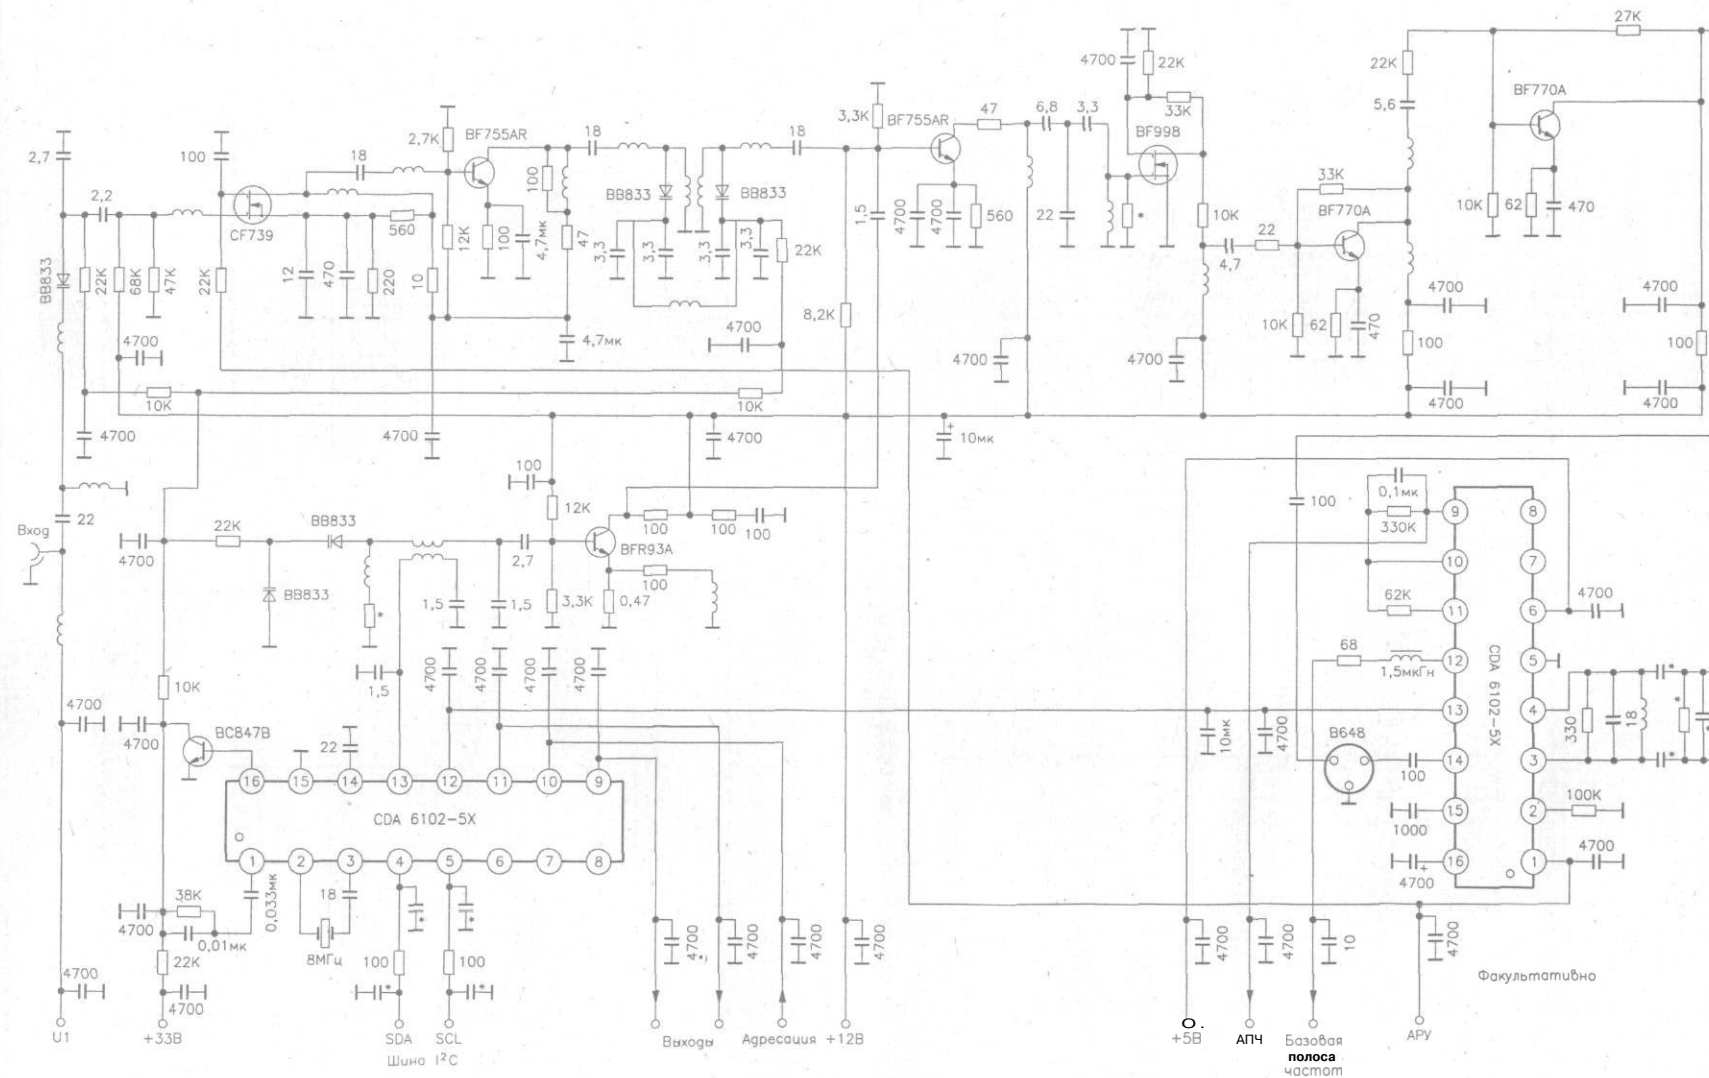 27K
4700
22K
22K
5,6
BF770A
3,3K
BF755AR
47
6,8
3,3
33K
BF998
2,7K
BF755AR
18
18
2,7
100
18
100
BB833
BB833
33K
BF770A
10K
62
470
2,2
CF739
560
12K
100
4,7мк
47
3,3
3,3
3,3
3,3
22K
1,5
4700
4700
560
22
*
10K
22
4,7
BB833
22K
68K
47K
22K
12
470
220
10
8,2K
10K
62
470
4700
4700
4700
4,7мк
4700
4700
4700
100
100
10K
10K
4700
4700
4700
4700
4700
10мк
100
0,1мк
100
330K
9
8
22
Вход
22K
BB833
12K
100
100
100
BFR93A
4700
2,7
100
10
7
BB833
*
1,5
1,5
3,3K
0,47
62K
11
6
4700
68
1,5мкГн
12
5
CDA 6102-5X
10K
1,5
4700
4700
4700
4700
13
4
330
18
*
*
*
4700
4700
BC847B
22
10мк
4700
B648
100
14
3
*
16
15
14
13
12
11
10
9
CDA 6102-5X
1000
15
2
100K
1
2
3
4
5
6
7
8
4700
16
1
4700
38K
0,033мк
18
*
*
4700
0,01мк
22K
8МГц
100
100
4700
*)
4700
4700
4700
4700
4700
10
4700
4700
4700
*
*
Факультативно
U1
+33В
SDA
SCL
Выходы
Адресация
+12В
+5В
АПЧ
Базовая
полоса
частот
АРУ
Шина I²C